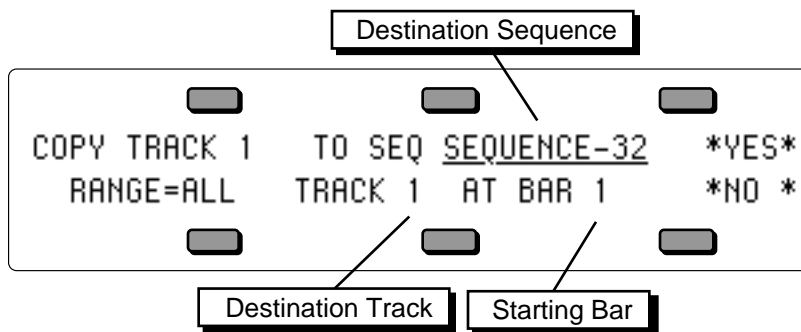 Destination Sequence
COPY TRACK 1 TO SEQ SEQUENCE-32 *YES*
RANGE=ALL TRACK 1 AT BAR 1 *NO *
Destination Track Starting Bar